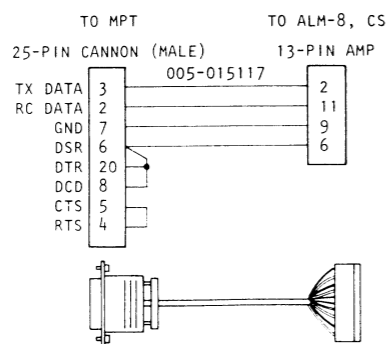 TO MPT TO ALM-8, CS
25-PIN CANNON (MALE) 13-PIN AMP
005-015117
TX DATA 3 2
RC DATA 2 11
GND 7 9
DSR 6 6
DTR 20
DCD 8
CTS 5
RTS 4